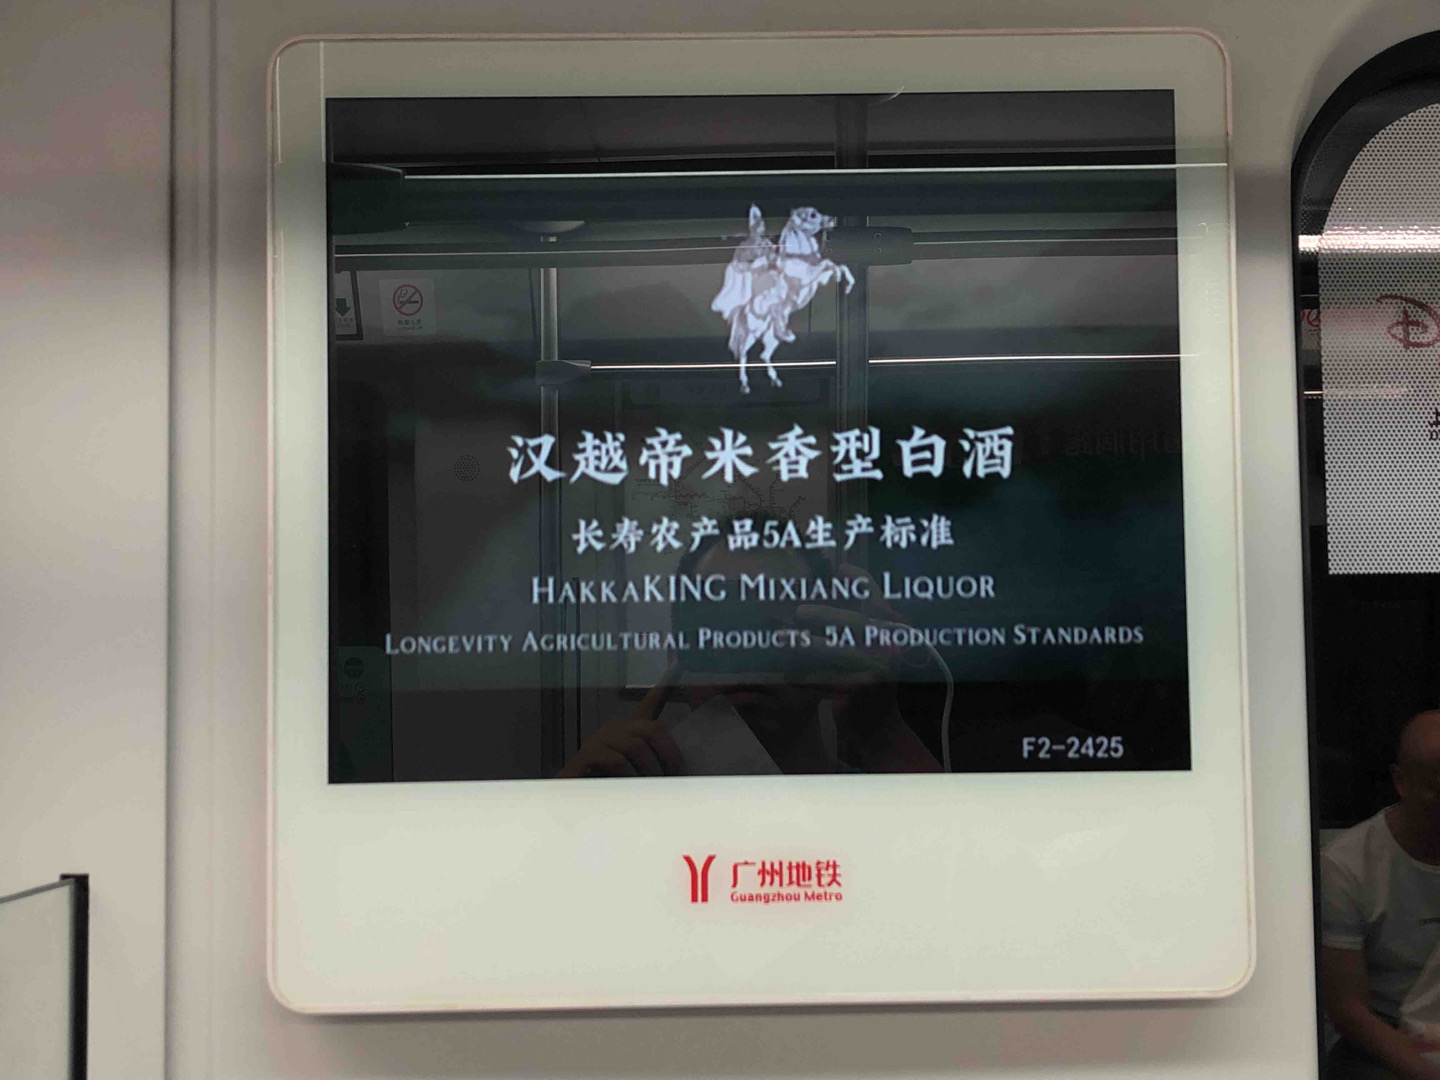 汉越帝米香型白酒
长寿农产品5A生产标准
HAKKAKING MIXIANG LIQUOR
LONGEVITY AGRICULTURAL PRODUCTS 5A PRODUCTION STANDARDS
F2-2425
广州地铁
Guangzhou Metro